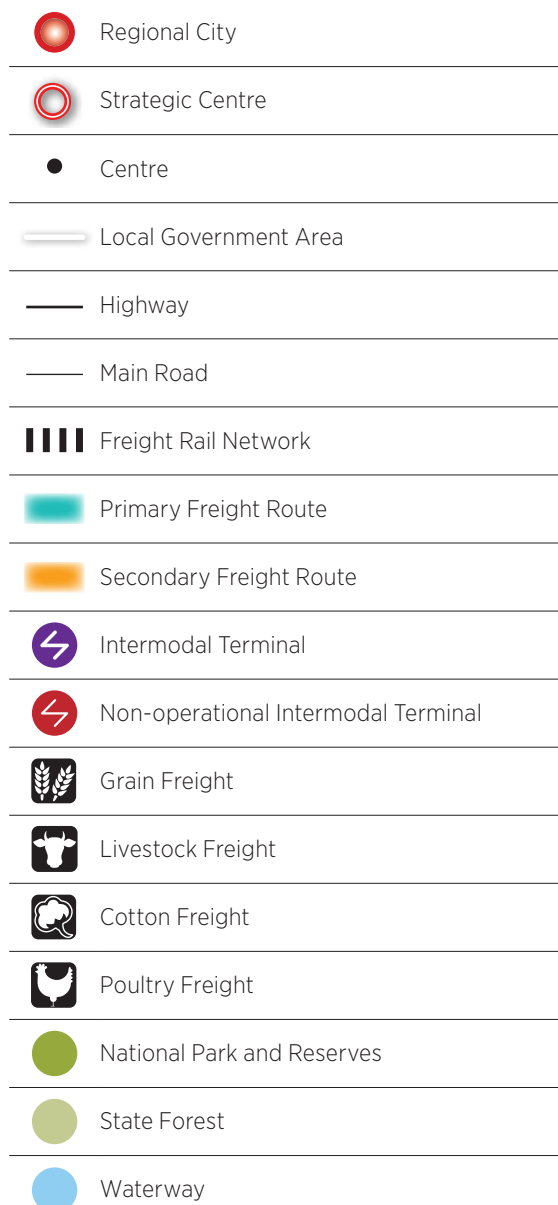 Regional City
Strategic Centre
Centre
Local Government Area
Highway
Main Road
Freight Rail Network
Primary Freight Route
Secondary Freight Route
Intermodal Terminal
Non-operational Intermodal Terminal
Grain Freight
Livestock Freight
Cotton Freight
Poultry Freight
National Park and Reserves
State Forest
Waterway